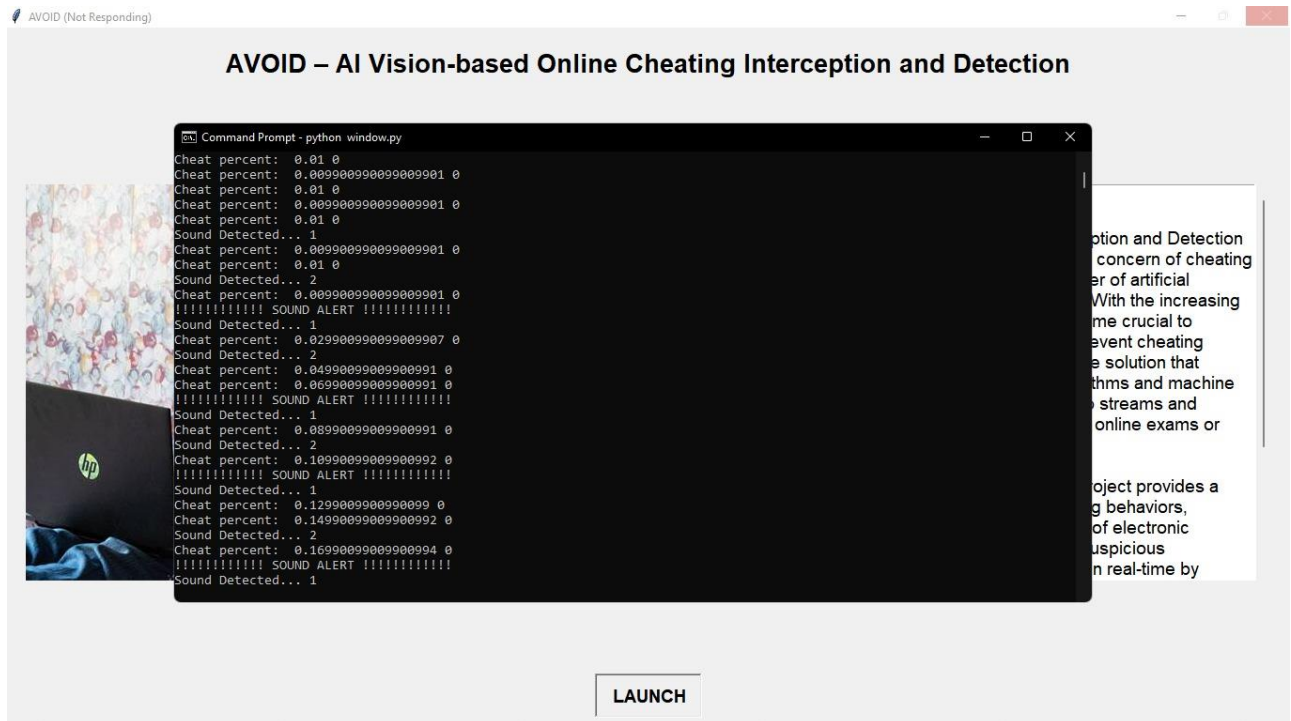 AVOID (Not Responding)
AVOID – AI Vision-based Online Cheating Interception and Detection
Command Prompt - python window.py
Cheat percent:  0.01 0
Cheat percent:  0.009900990099009901 0
Cheat percent:  0.01 0
Cheat percent:  0.009900990099009901 0
Cheat percent:  0.01 0
Sound Detected... 1
Cheat percent:  0.009900990099009901 0
Cheat percent:  0.01 0
Sound Detected... 2
Cheat percent:  0.009900990099009901 0
!!!!!!!!!!!! SOUND ALERT !!!!!!!!!!!!
Sound Detected... 1
Cheat percent:  0.029900990099009907 0
Sound Detected... 2
Cheat percent:  0.04990099009900991 0
Cheat percent:  0.06990099009900991 0
!!!!!!!!!!!! SOUND ALERT !!!!!!!!!!!!
Sound Detected... 1
Cheat percent:  0.08990099009900991 0
Sound Detected... 2
Cheat percent:  0.10990099009900992 0
!!!!!!!!!!!! SOUND ALERT !!!!!!!!!!!!
Sound Detected... 1
Cheat percent:  0.1299009900990099 0
Cheat percent:  0.14990099009900992 0
Sound Detected... 2
Cheat percent:  0.16990099009900994 0
!!!!!!!!!!!! SOUND ALERT !!!!!!!!!!!!
Sound Detected... 1
ption and Detection
concern of cheating
er of artificial
With the increasing
me crucial to
event cheating
e solution that
thms and machine
streams and
online exams or
oject provides a
g behaviors,
of electronic
uspicious
n real-time by
hp
LAUNCH